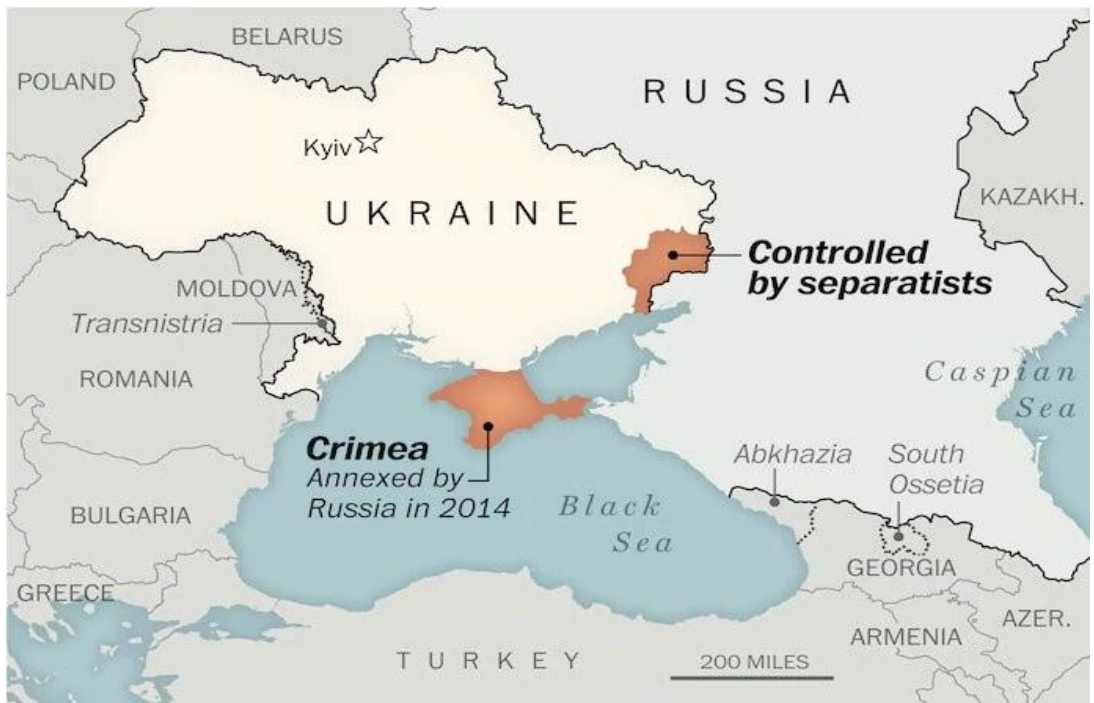 BELARUS
POLAND
RUSSIA
Kyiv
KAZAKH.
UKRAINE
Controlled
by separatists
MOLDOVA
Transnistria
ROMANIA
Caspian
Sea
Crimea
Annexed by
Russia in 2014
Abkhazia
South
Ossetia
Black
Sea
BULGARIA
GEORGIA
GREECE
AZER.
ARMENIA
TURKEY
200 MILES